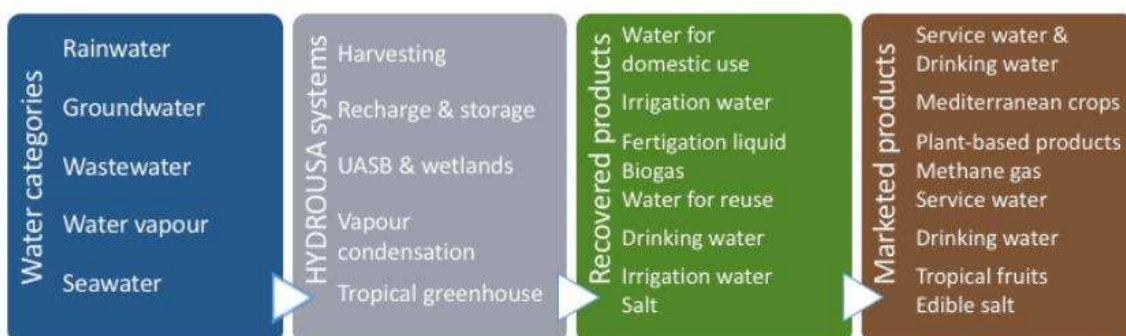 Water categories
Rainwater
Groundwater
Wastewater
Water vapour
Seawater
HYDROUSA systems
Harvesting
Recharge & storage
UASB & wetlands
Vapour
condensation
Tropical greenhouse
Recovered products
Water for
domestic use
Irrigation water
Fertigation liquid
Biogas
Water for reuse
Drinking water
Irrigation water
Salt
Marketed products
Service water &
Drinking water
Mediterranean crops
Plant-based products
Methane gas
Service water
Drinking water
Tropical fruits
Edible salt